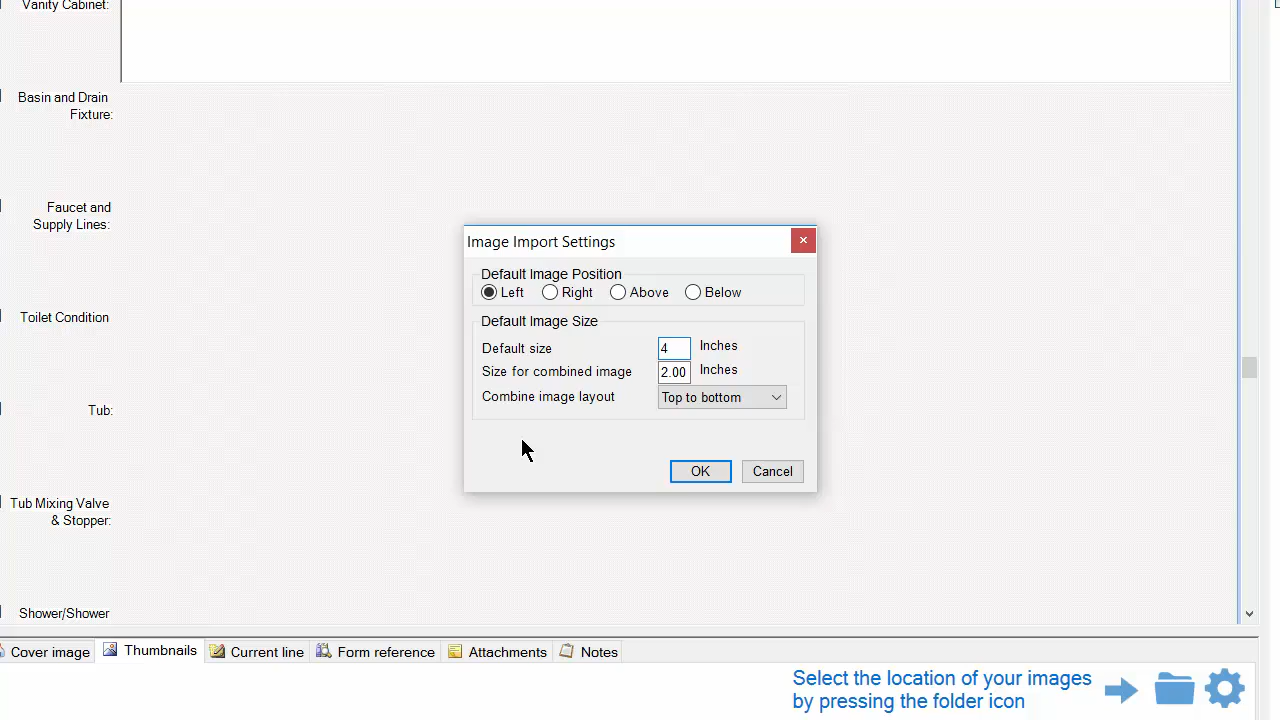 Vanity Cabinet:
Basin and Drain
Fixture:
Faucet and
Supply Lines:
Toilet Condition
Tub:
Tub Mixing Valve
& Stopper:
Shower/Shower
Image Import Settings
Default Image Position
Left Right Above Below
Default Image Size
Default size 4 Inches
Size for combined image 2.00 Inches
Combine image layout Top to bottom
OK Cancel
Cover image Thumbnails Current line Form reference Attachments Notes
Select the location of your images
by pressing the folder icon